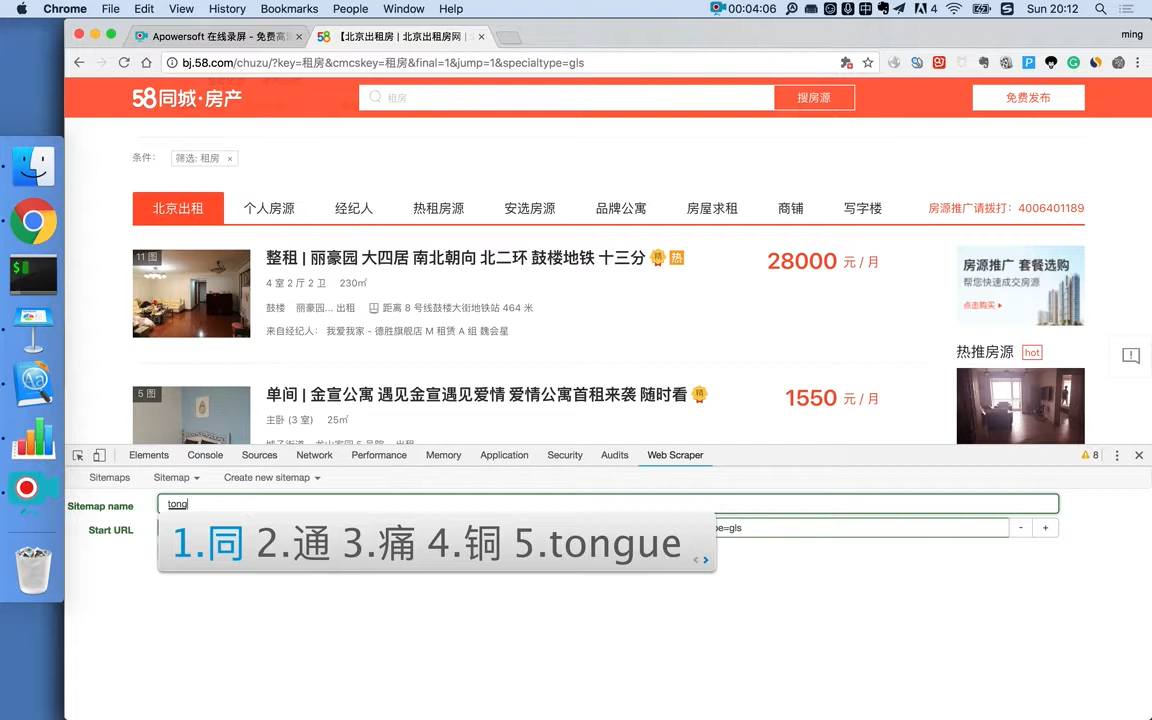 Chrome File Edit View History Bookmarks People Window Help 00:04:06 4 Sun 20:12
Apowersoft 在线录屏 - 免费高 【北京出租房 | 北京出租房网 | ming
bj.58.com/chuzu/?key=租房&cmcskey=租房&final=1&jump=1&specialtype=gls
58同城·房产 租房 搜房源 免费发布
条件: 筛选: 租房 ×
北京出租 个人房源 经纪人 热租房源 安选房源 品牌公寓 房屋求租 商铺 写字楼 房源推广请拨打: 4006401189
11 图
整租 | 丽豪园 大四居 南北朝向 北二环 鼓楼地铁 十三分 精 热
28000 元 / 月
4 室 2 厅 2 卫 230㎡
鼓楼 丽豪园... 出租 距离 8 号线鼓楼大街地铁站 464 米
来自经纪人: 我爱我家 - 德胜旗舰店 M 租赁 A 组 魏会星
房源推广 套餐选购
帮您快速成交房源
点击购买
热推房源 hot
5 图
单间 | 金宣公寓 遇见金宣遇见爱情 爱情公寓首租来袭 随时看 精
1550 元 / 月
主卧 (3 室) 25㎡
Elements Console Sources Network Performance Memory Application Security Audits Web Scraper 8
Sitemaps Sitemap Create new sitemap
Sitemap name tong
Start URL pe=gls - +
1.同 2.通 3.痛 4.铜 5.tongue